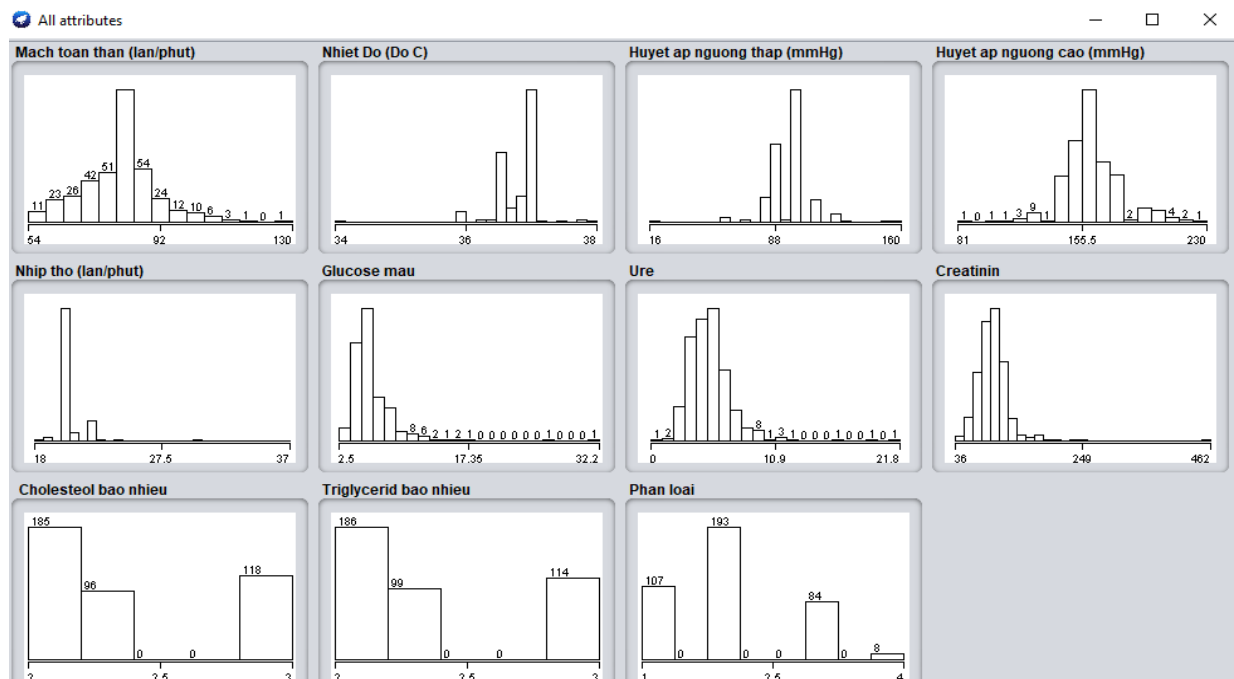 All attributes
Mach toan than (lan/phut)
Nhiet Do (Do C)
Huyet ap nguong thap (mmHg)
Huyet ap nguong cao (mmHg)
11 23 26 42 51 54 24 12 10 6 3 1 0 1
54 92 130
34 36 38
16 88 160
1 0 1 1 3 9 1 2 4 2 1
81 155.5 230
Nhip tho (lan/phut)
Glucose mau
Ure
Creatinin
18 27.5 37
8 6 2 1 2 1 0 0 0 0 0 0 1 0 0 0 1
2.5 17.35 32.2
1 2 8 1 3 1 0 0 0 1 0 0 1 0 1
0 10.9 21.8
36 249 462
Cholesteol bao nhieu
Triglycerid bao nhieu
Phan loai
185 96 0 0 118
2 2.5 3
186 99 0 0 114
2 2.5 3
107 0 193 0 0 84 0 8
1 2.5 4